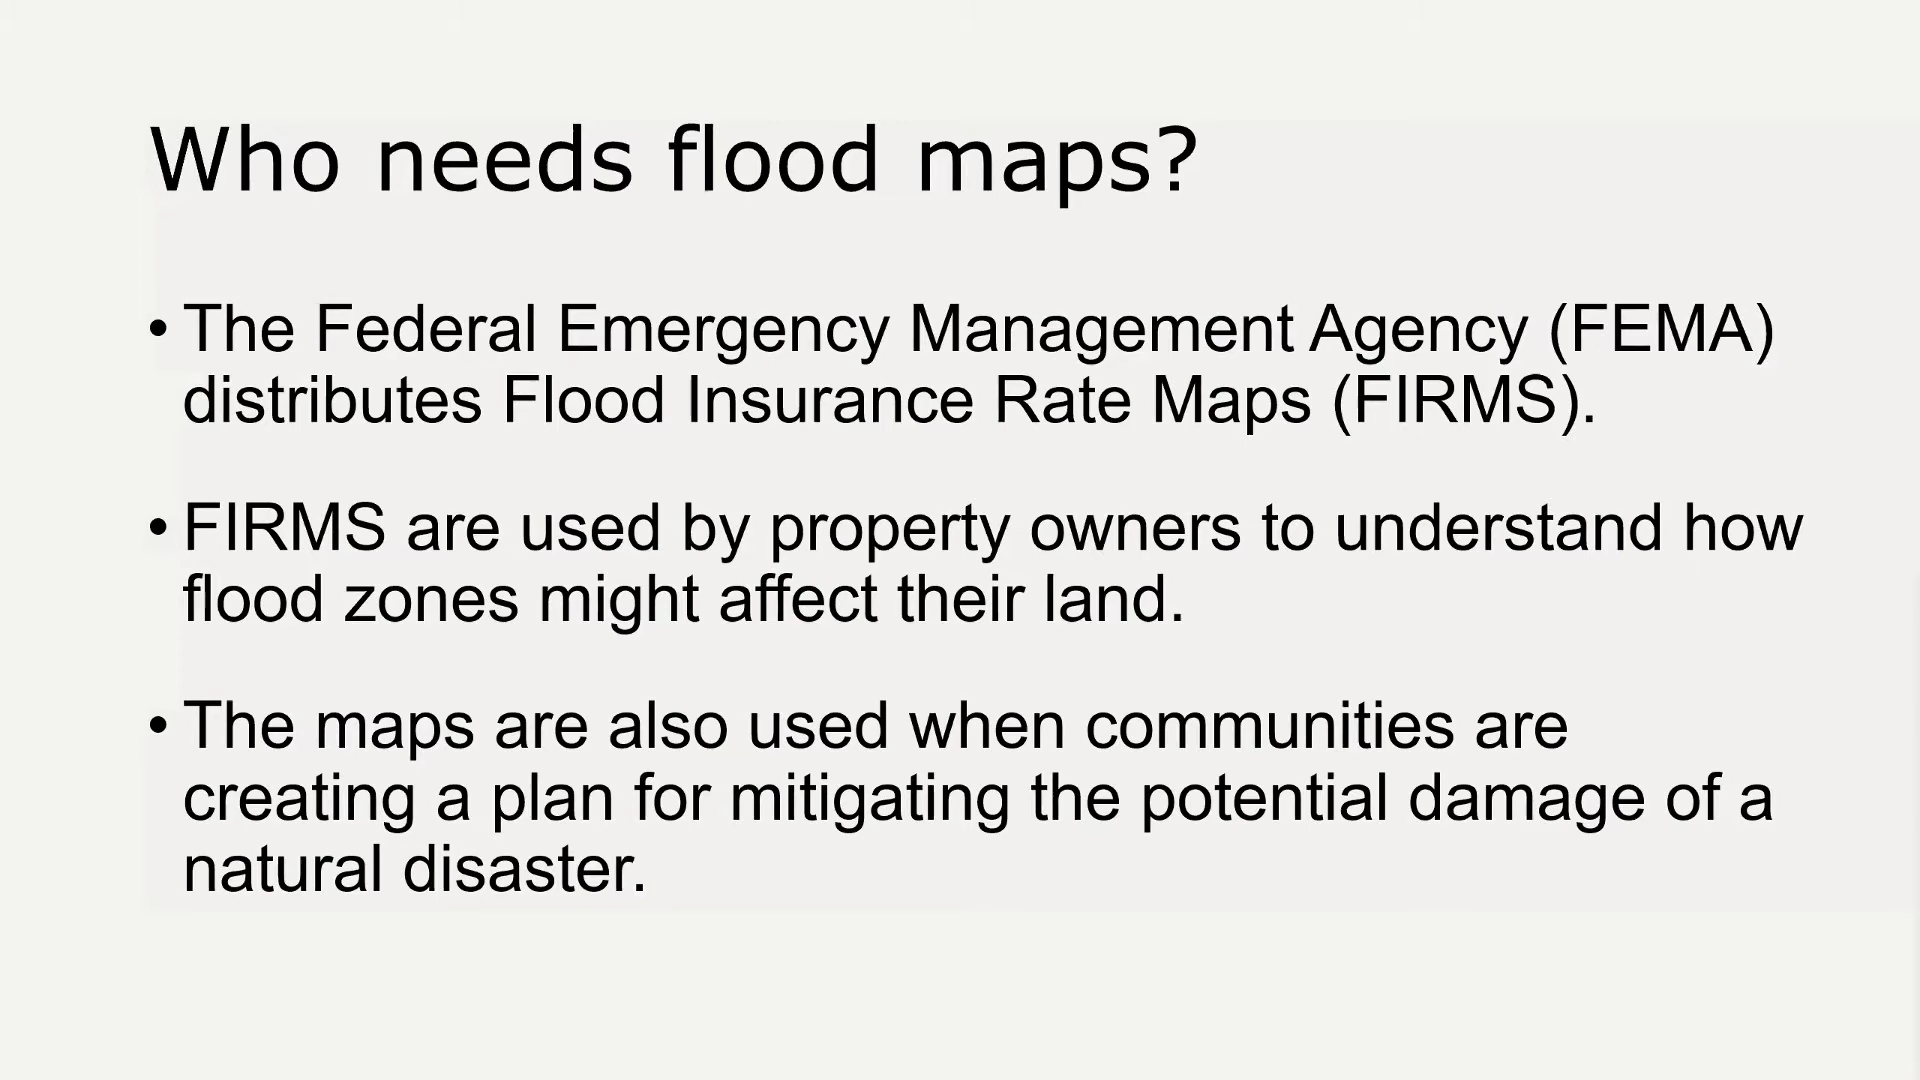 Who needs flood maps?
• The Federal Emergency Management Agency (FEMA)
distributes Flood Insurance Rate Maps (FIRMS).
• FIRMS are used by property owners to understand how
flood zones might affect their land.
• The maps are also used when communities are
creating a plan for mitigating the potential damage of a
natural disaster.